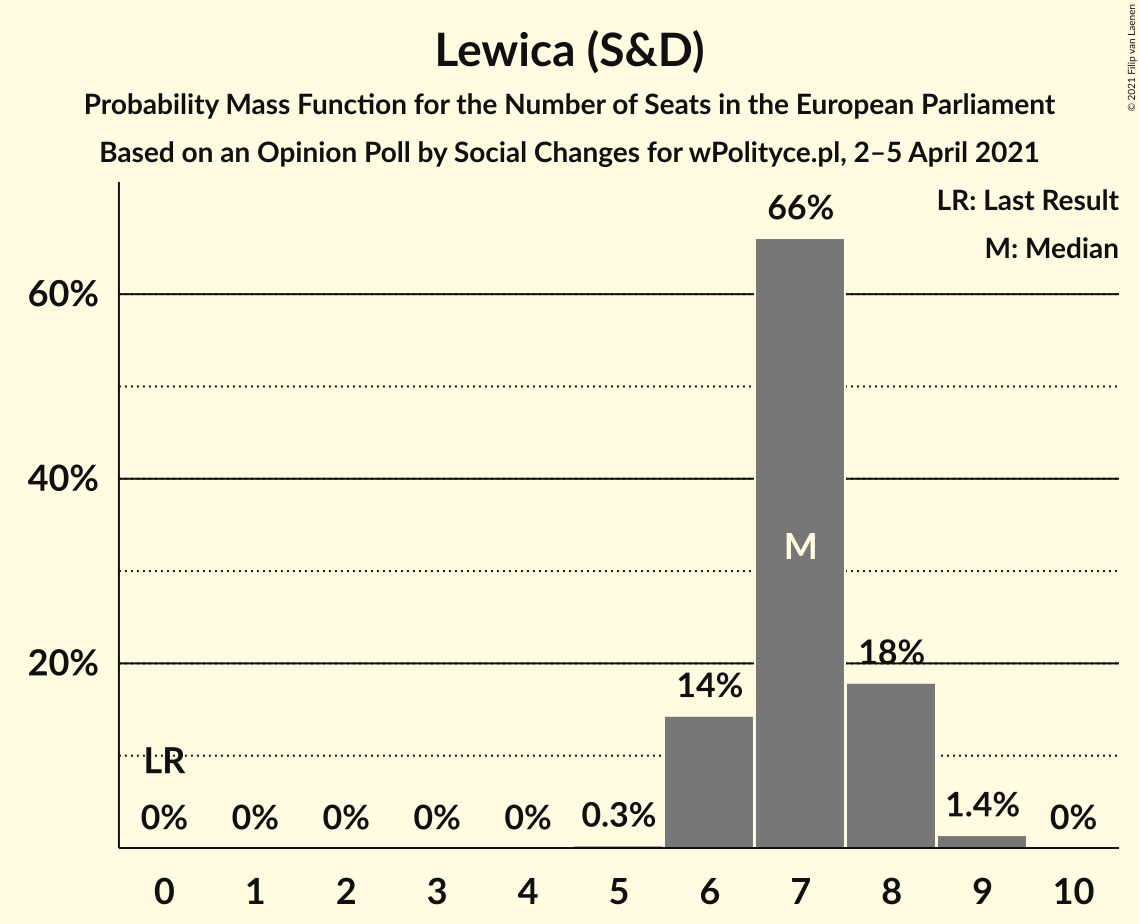 Lewica (S&D)
Probability Mass Function for the Number of Seats in the European Parliament
Based on an Opinion Poll by Social Changes for wPolityce.pl, 2–5 April 2021
© 2021 Filip van Laenen
LR: Last Result
M: Median
66%
60%
40%
M
20%
18%
14%
LR
0% 0% 0% 0% 0% 0.3% 1.4% 0%
0 1 2 3 4 5 6 7 8 9 10